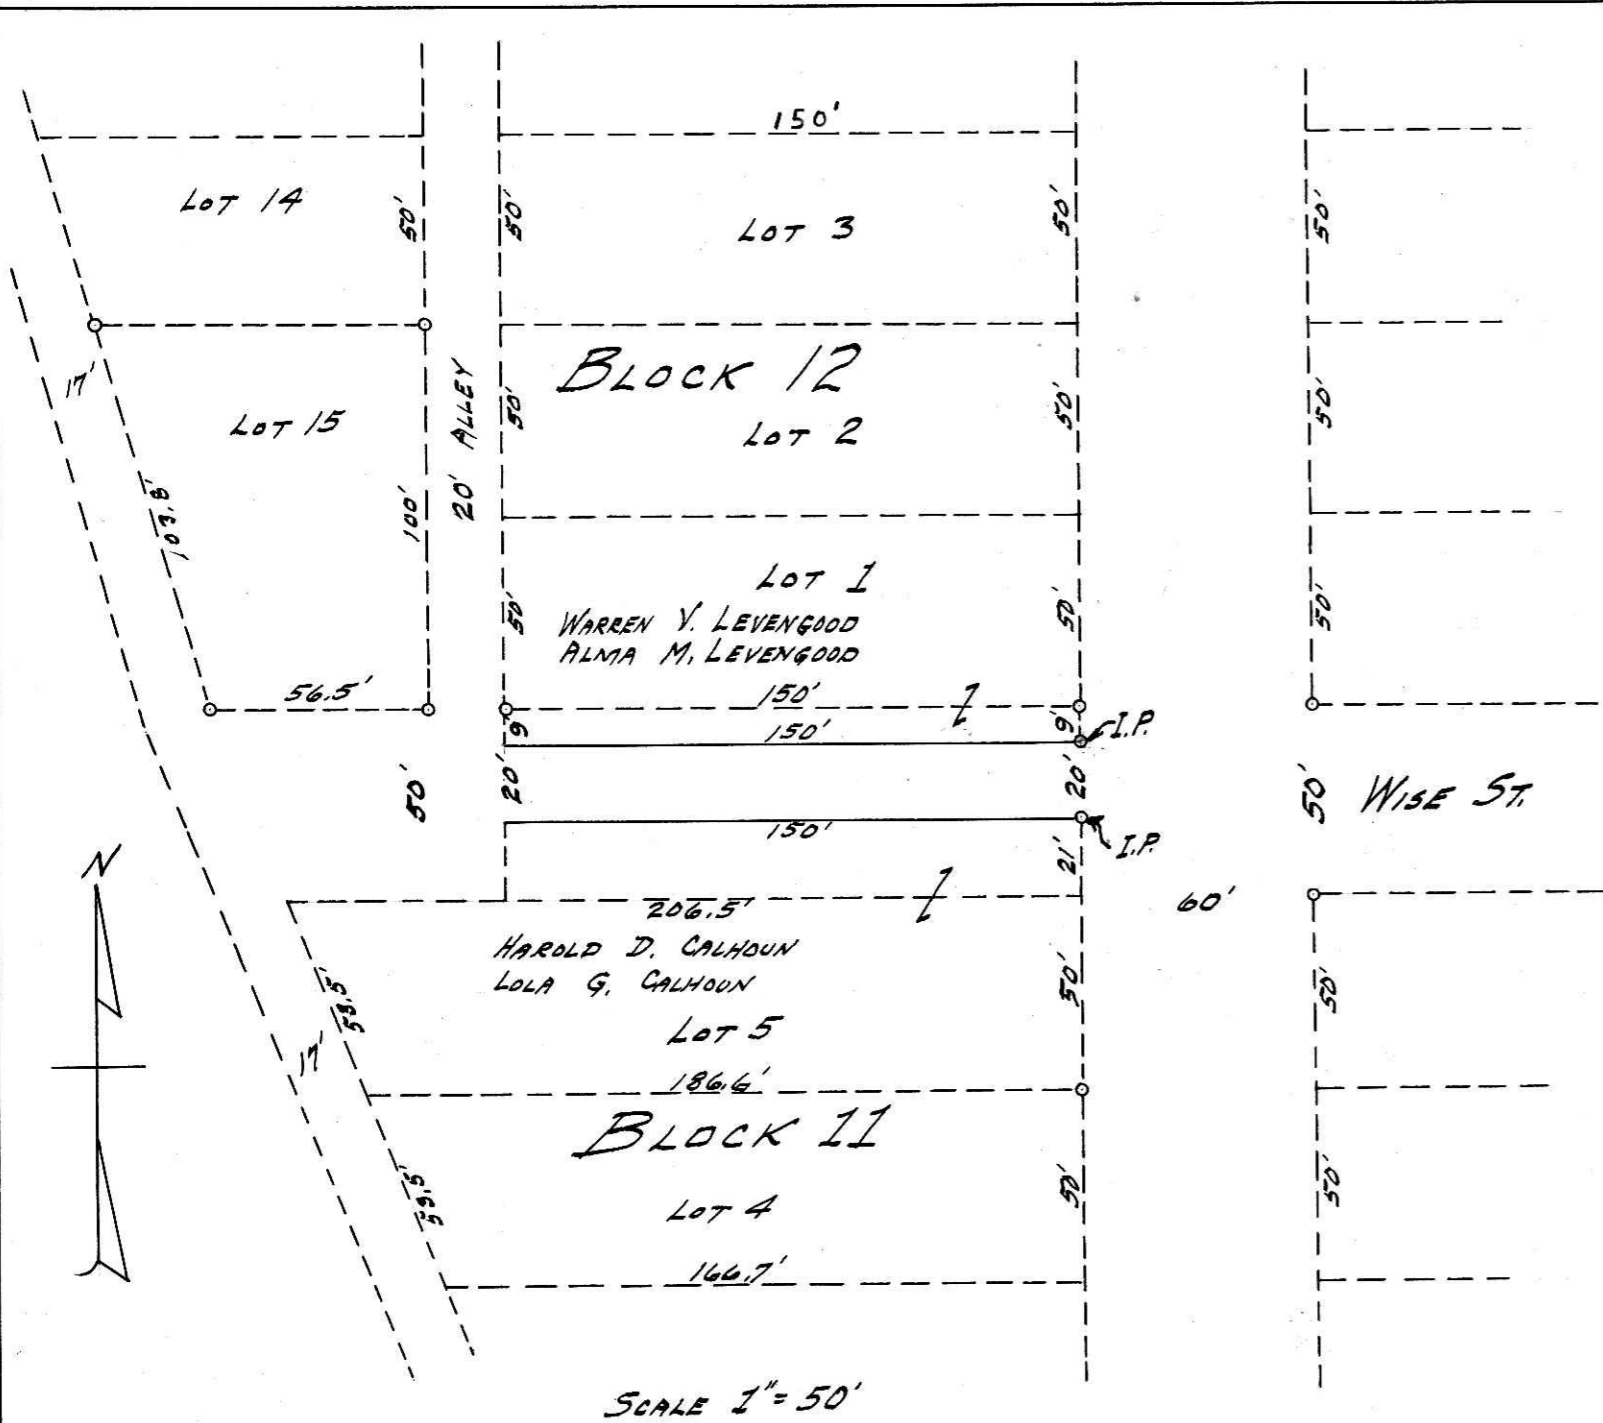 150'
LOT 14
50'
50'
LOT 3
50'
50'
17'
BLOCK 12
LOT 15
20' ALLEY
50'
LOT 2
50'
50'
103.8'
100'
LOT 1
50'
WARREN V. LEVENGOOD
ALMA M. LEVENGOOD
50'
50'
56.5'
150'
9'
150'
9'
I.P.
50'
20'
20'
50'
WISE ST.
150'
21'
I.P.
N
206.5'
60'
HAROLD D. CALHOUN
LOLA G. CALHOUN
53.5'
50'
50'
LOT 5
17'
186.6'
BLOCK 11
53.5'
LOT 4
50'
50'
166.7'
SCALE 1" = 50'